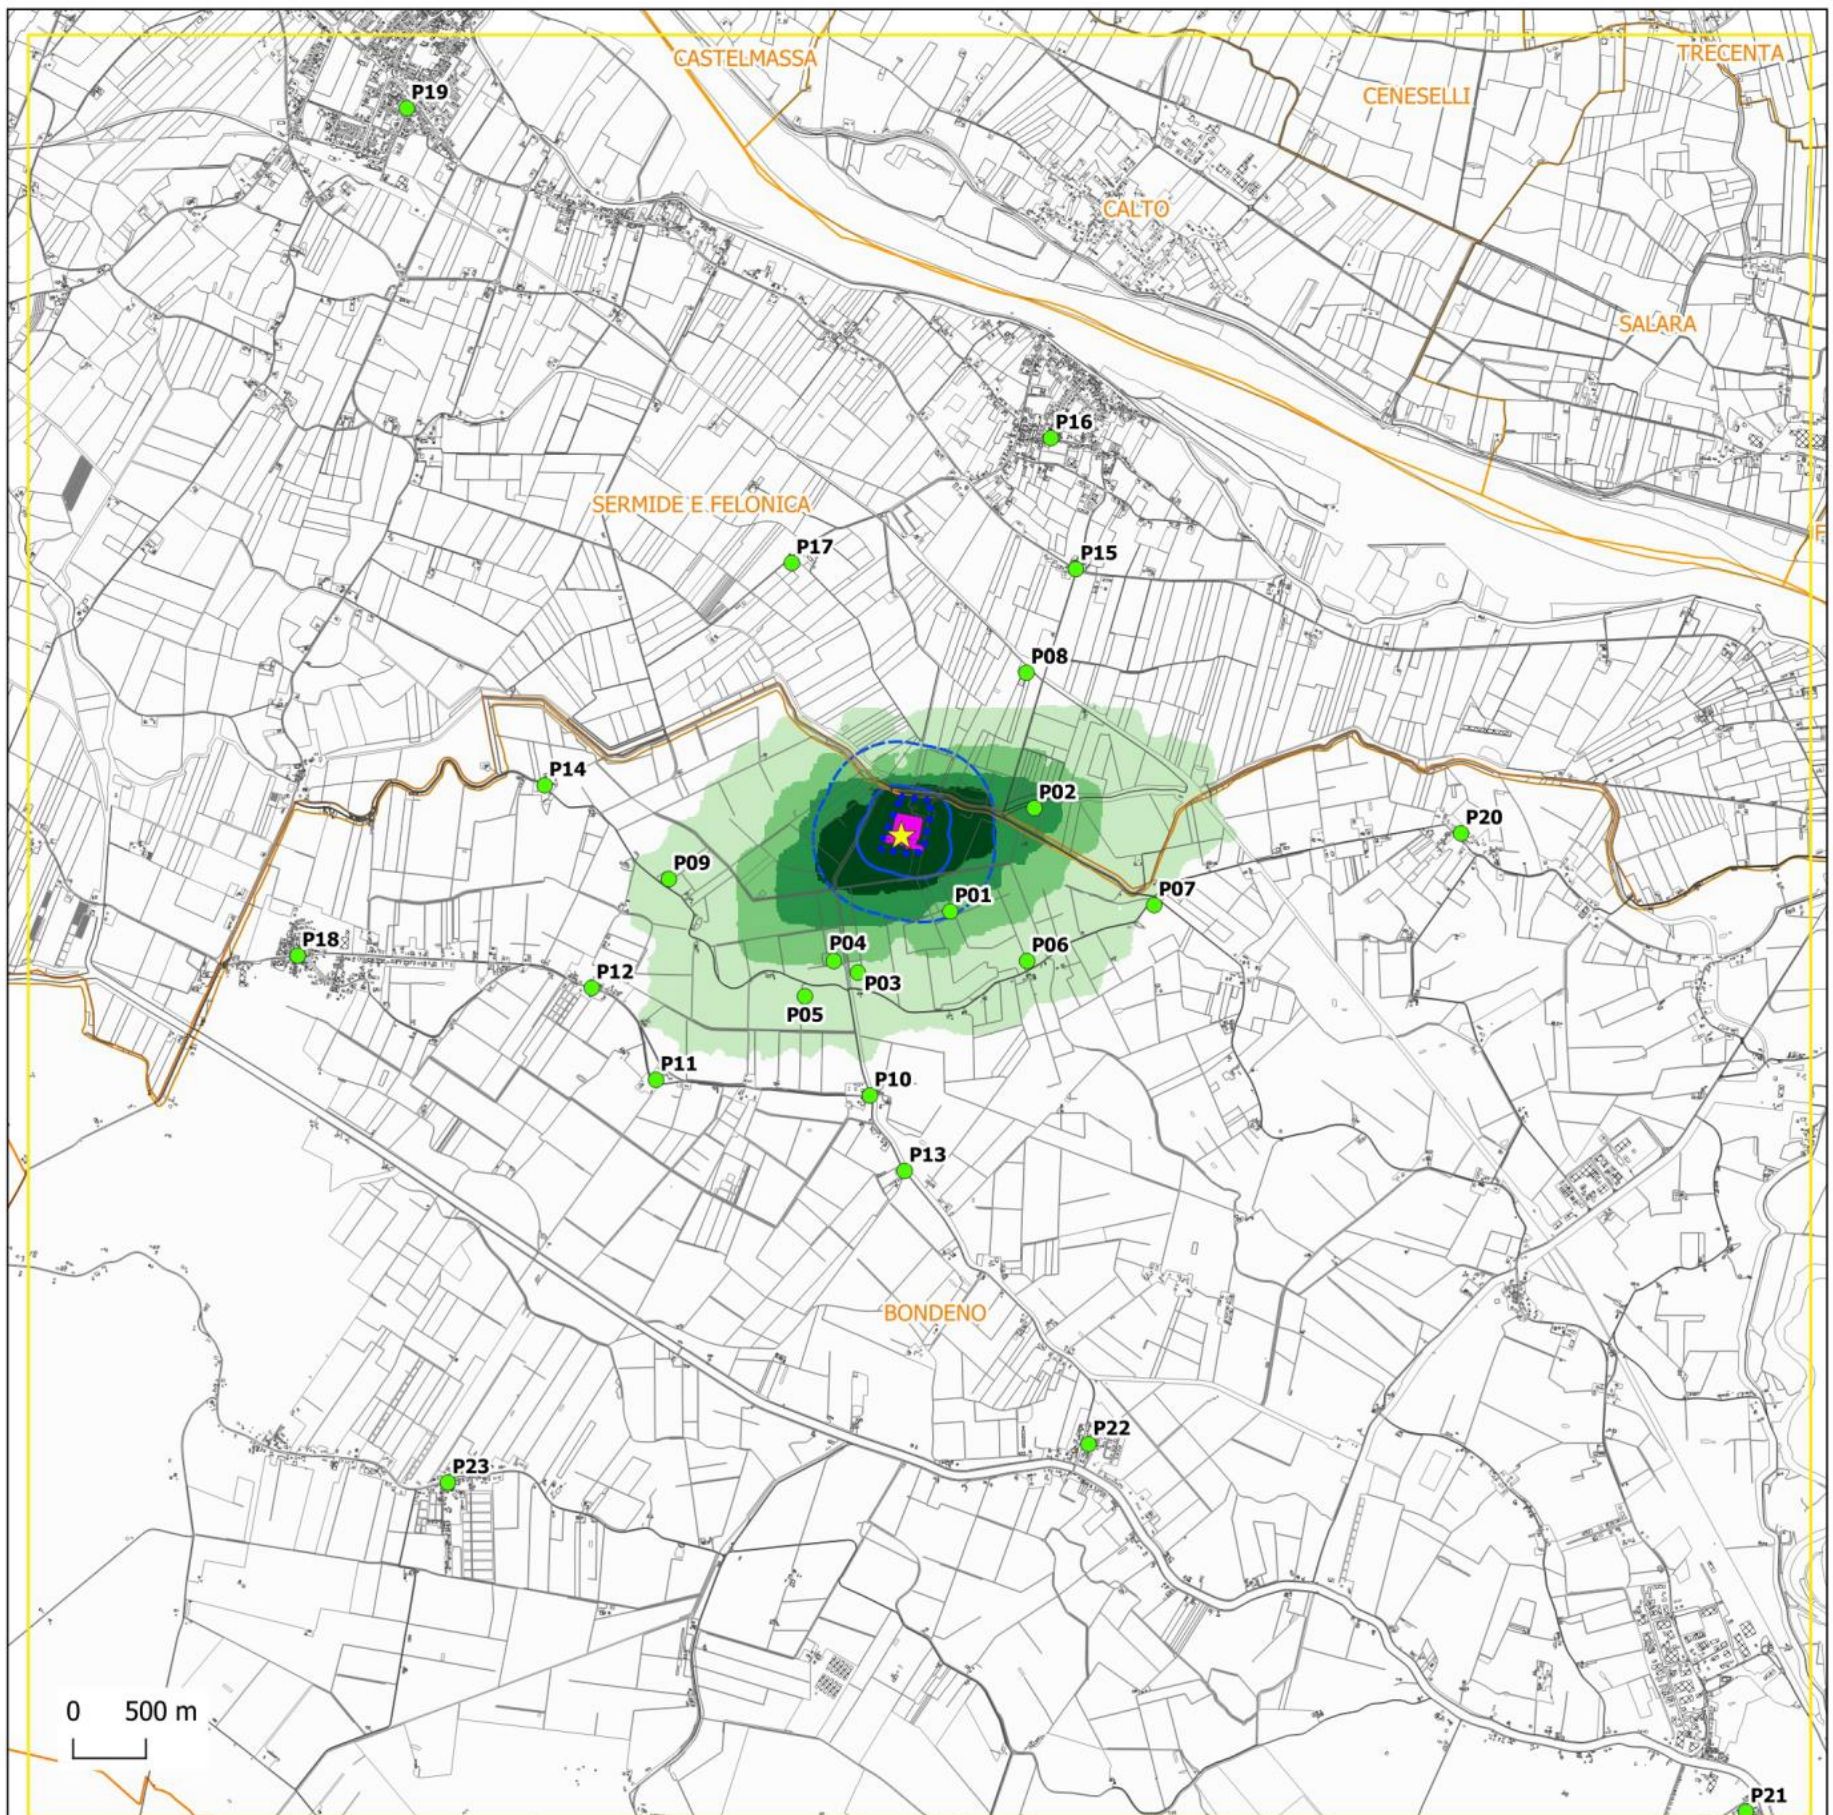 CASTELMASSA
TRECENTA
CENESELLI
P19
CALTO
SALARA
P16
SERMIDE E FELONICA
F
P17
P15
P08
P14
P02
P20
P09
P01
P07
P18
P04
P06
P12
P03
P05
P11
P10
P13
BONDENO
P22
P23
0 500 m
P21